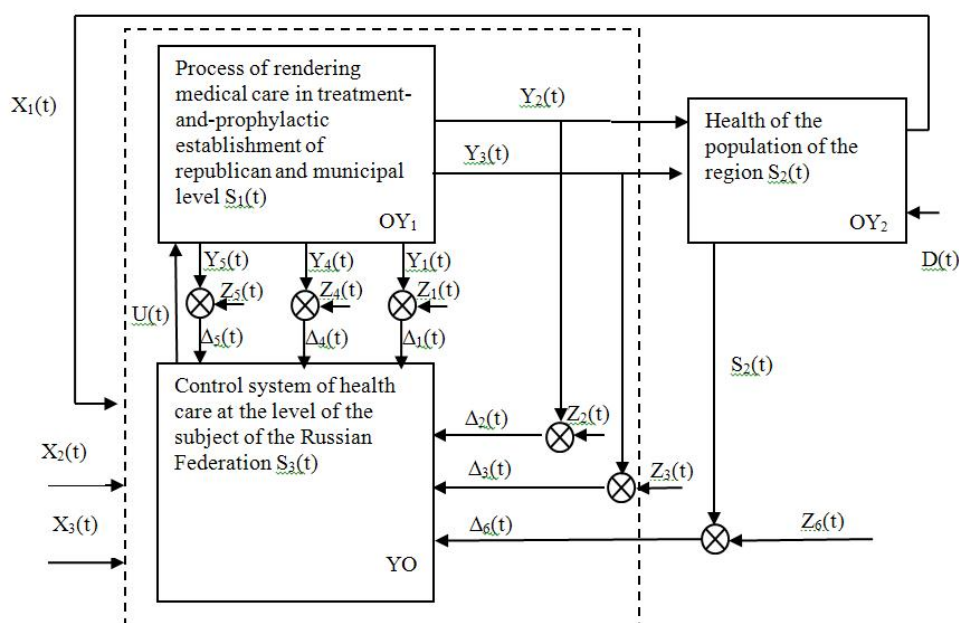 X₁(t)
Process of rendering
medical care in treatment-
and-prophylactic
establishment of
republican and municipal
level S₁(t)
OY₁
Y₂(t)
Y₃(t)
Health of the
population of the
region S₂(t)
OY₂
D(t)
Y₅(t)
Y₄(t)
Y₁(t)
Z₅(t)
Z₄(t)
Z₁(t)
U(t)
Δ₅(t)
Δ₄(t)
Δ₁(t)
S₂(t)
Control system of health
care at the level of the
subject of the Russian
Federation S₃(t)
YO
Δ₂(t)
Z₂(t)
Δ₃(t)
Z₃(t)
Δ₆(t)
Z₆(t)
X₂(t)
X₃(t)